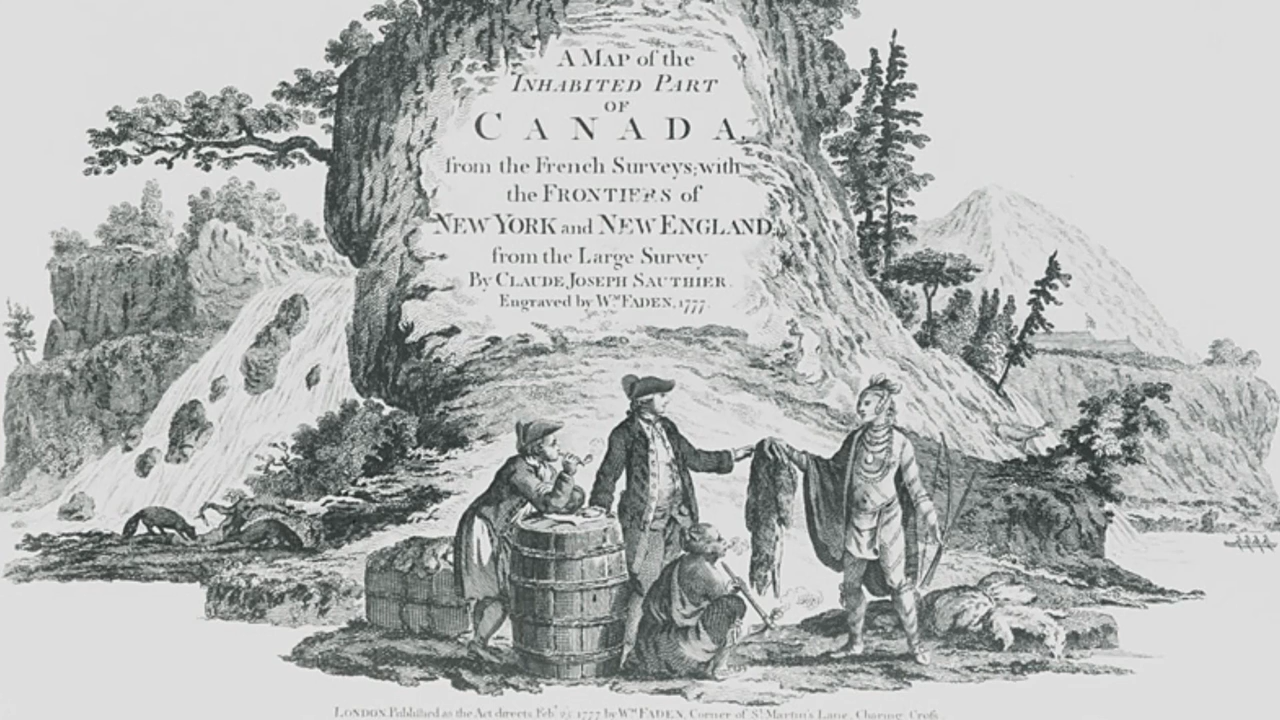 A MAP of the
INHABITED PART
OF
CANADA,
from the French Surveys; with
the FRONTIERS of
NEW YORK and NEW ENGLAND,
from the Large Survey
By CLAUDE JOSEPH SAUTHIER.
Engraved by Wm. FADEN, 1777.
LONDON, Published as the Act directs, Feby. 25, 1777 by Wm. FADEN, Corner of St. Martin's Lane, Charing Cross.